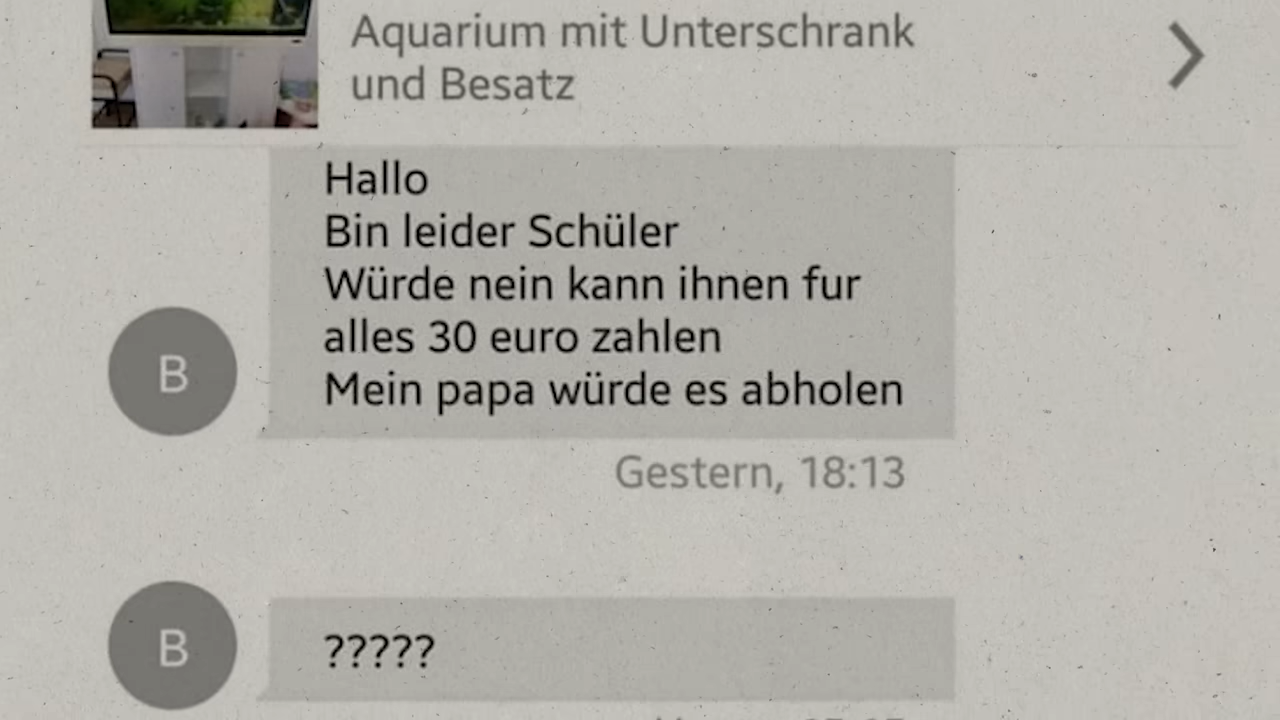 Aquarium mit Unterschrank
und Besatz
Hallo
Bin leider Schüler
Würde nein kann ihnen fur
alles 30 euro zahlen
Mein papa würde es abholen
B
Gestern, 18:13
B
?????